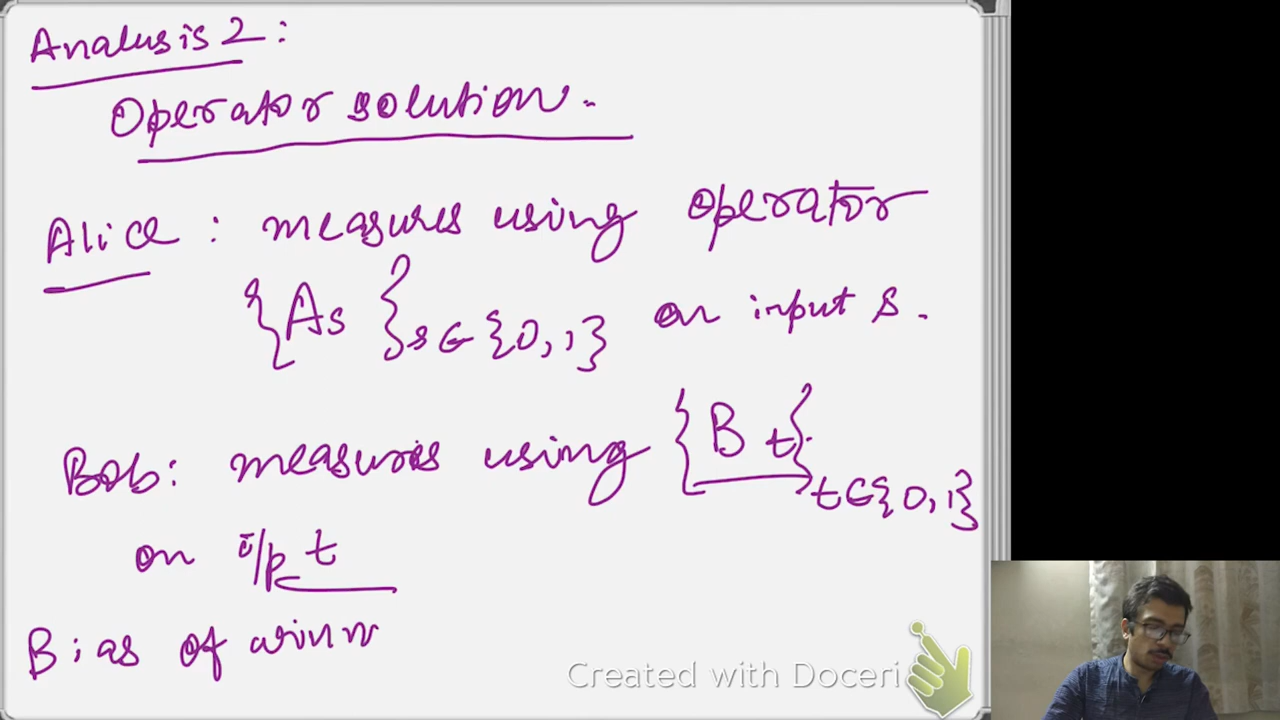 Analysis 2 :
Operator solution.
Alice : measures using operator
{As}s∈{0,1} on input s.
Bob: measures using {Bt}t∈{0,1}
on i/p t
Bias of winn
Created with Doceri